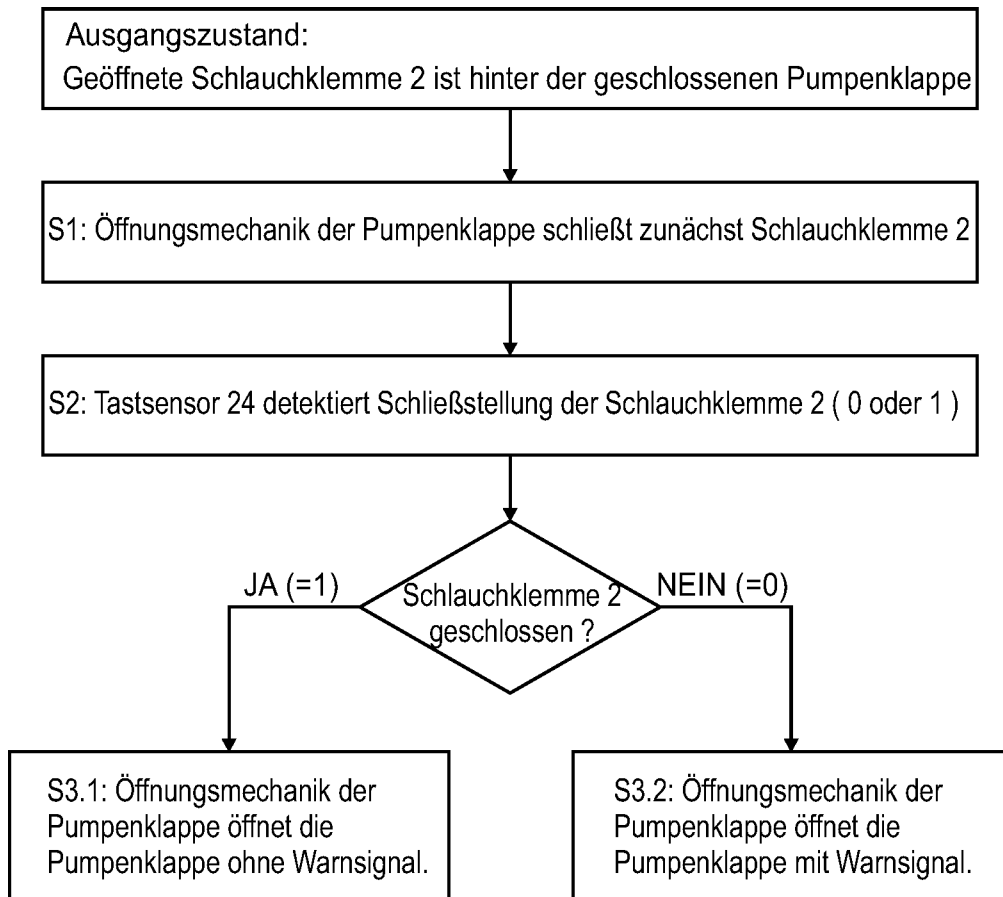 Ausgangszustand:
Geöffnete Schlauchklemme 2 ist hinter der geschlossenen Pumpenklappe
S1: Öffnungsmechanik der Pumpenklappe schließt zunächst Schlauchklemme 2
S2: Tastsensor 24 detektiert Schließstellung der Schlauchklemme 2 ( 0 oder 1 )
JA (=1)
Schlauchklemme 2
geschlossen ?
NEIN (=0)
S3.1: Öffnungsmechanik der
Pumpenklappe öffnet die
Pumpenklappe ohne Warnsignal.
S3.2: Öffnungsmechanik der
Pumpenklappe öffnet die
Pumpenklappe mit Warnsignal.